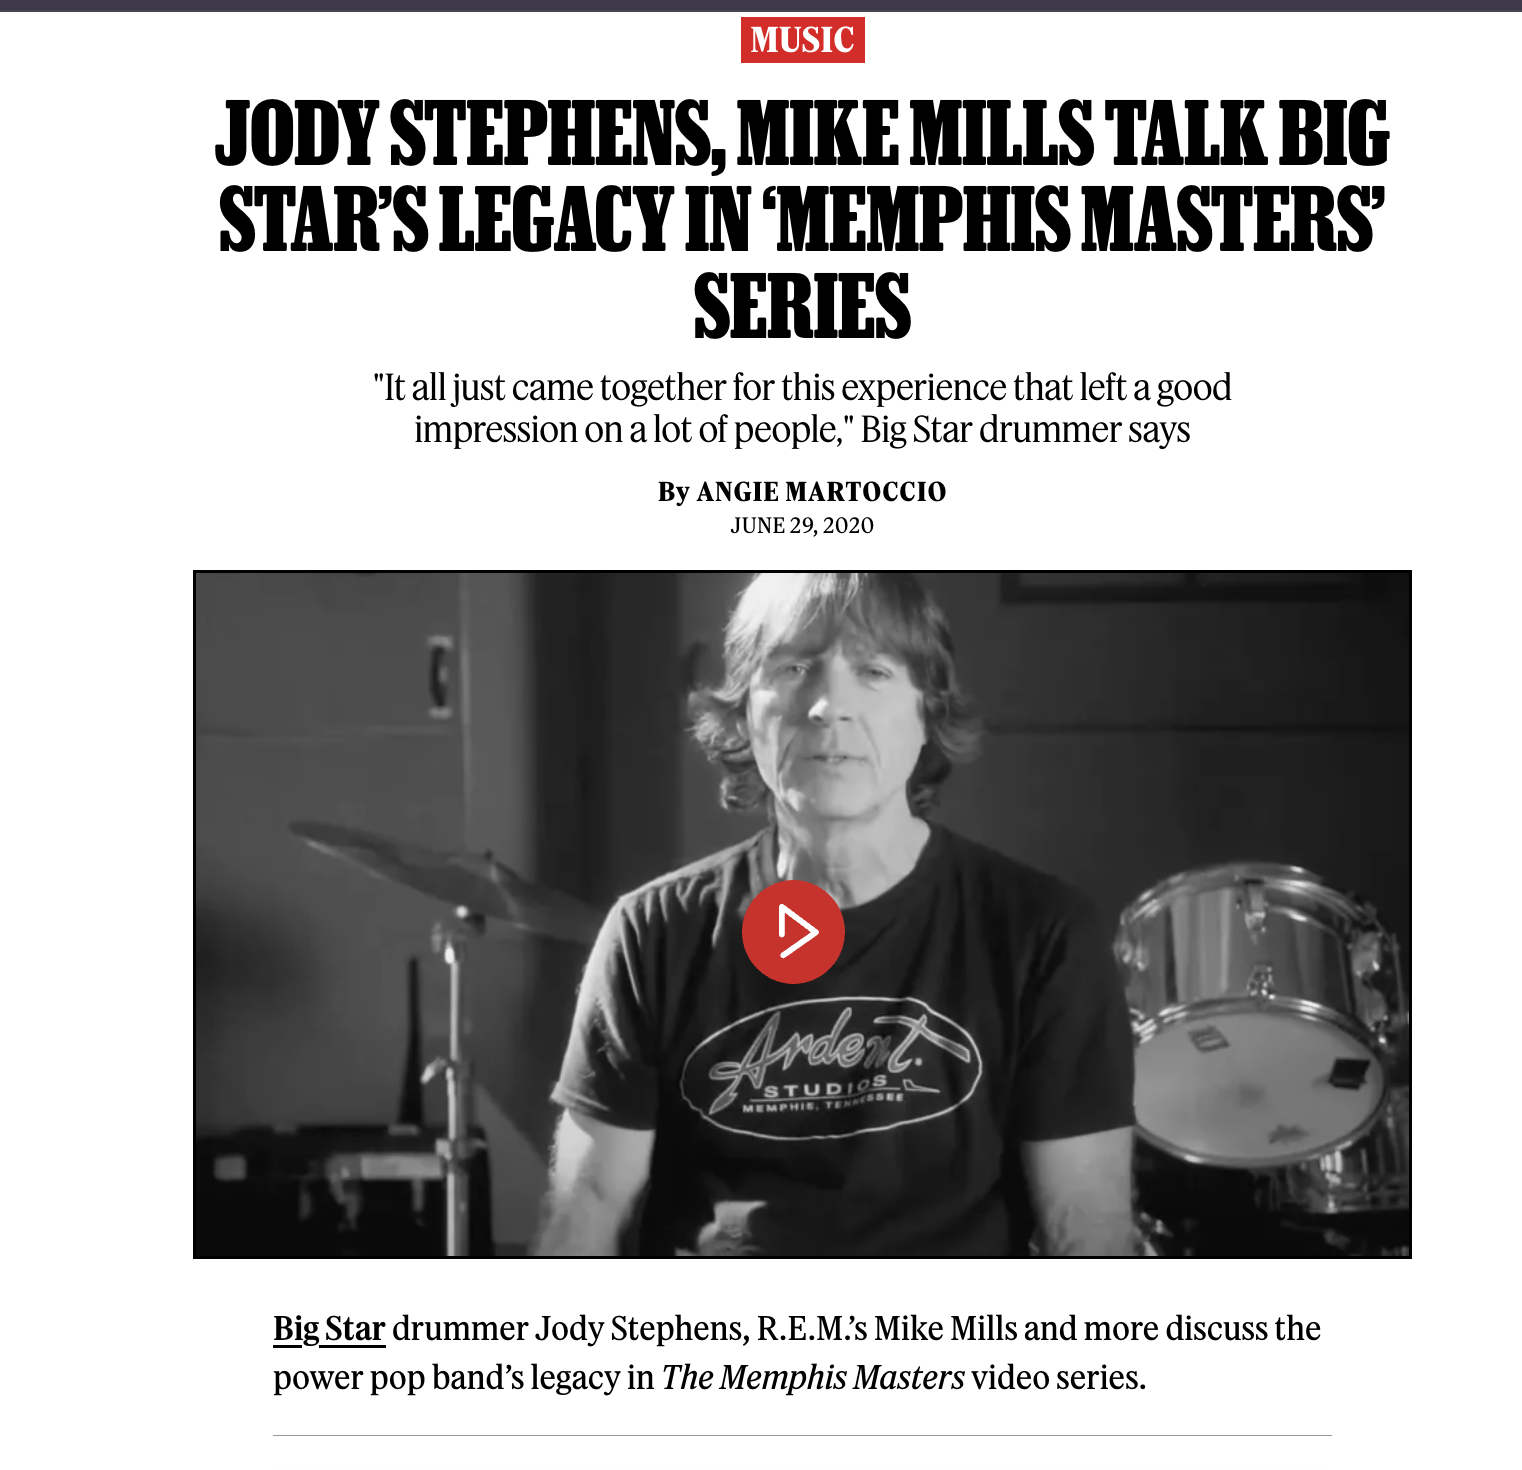 MUSIC
JODY STEPHENS, MIKE MILLS TALK BIG
STAR’S LEGACY IN ‘MEMPHIS MASTERS’
SERIES
"It all just came together for this experience that left a good
impression on a lot of people," Big Star drummer says
By ANGIE MARTOCCIO
JUNE 29, 2020
Ardent
STUDIOS
MEMPHIS, TENNESSEE
Big Star drummer Jody Stephens, R.E.M.’s Mike Mills and more discuss the
power pop band’s legacy in The Memphis Masters video series.